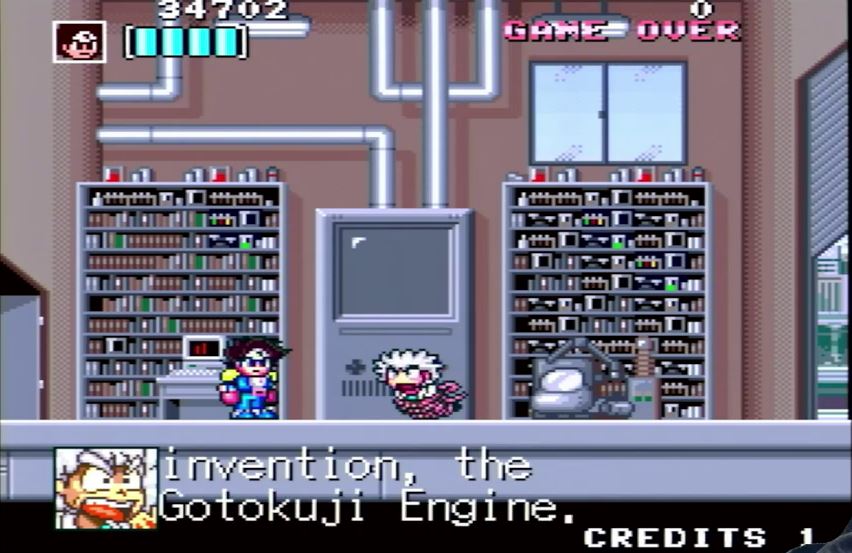 34702
0
GAME OVER
invention, the
Gotokuji Engine.
CREDITS 1